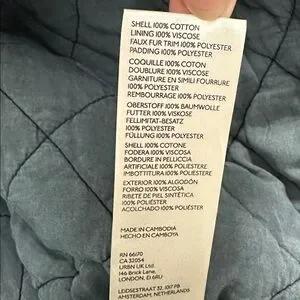 SHELL 100% COTTON
LINING 100% VISCOSE
FAUX FUR TRIM 100% POLYESTER
PADDING 100% POLYESTER
COQUILLE 100% COTON
DOUBLURE 100% VISCOSE
GARNITURE EN SIMILI FOURRURE
100% POLYESTER
REMBOURRAGE 100% POLYESTER
OBERSTOFF 100% BAUMWOLLE
FUTTER 100% VISKOSE
FELLIMITAT-BESATZ
100% POLYESTER
FÜLLUNG 100% POLYESTER
SHELL 100% COTONE
FODERA 100% VISCOSA
BORDURE IN PELLICCIA
ARTIFICIALE 100% POLIESTERE
IMBOTTITURA 100% POLIESTERE
EXTERIOR 100% ALGODÓN
FORRO 100% VISCOSA
RIBETE DE PIEL SINTÉTICA
100% POLIÉSTER
ACOLCHADO 100% POLIÉSTER
MADE IN CAMBODIA
HECHO EN CAMBOYA
RN 66170
CA 32054
URBN UK Ltd.
146 Brick Lane,
LONDON, E1 6RU
LEIDSESTRAAT 32, 1017 PB
AMSTERDAM, NETHERLANDS